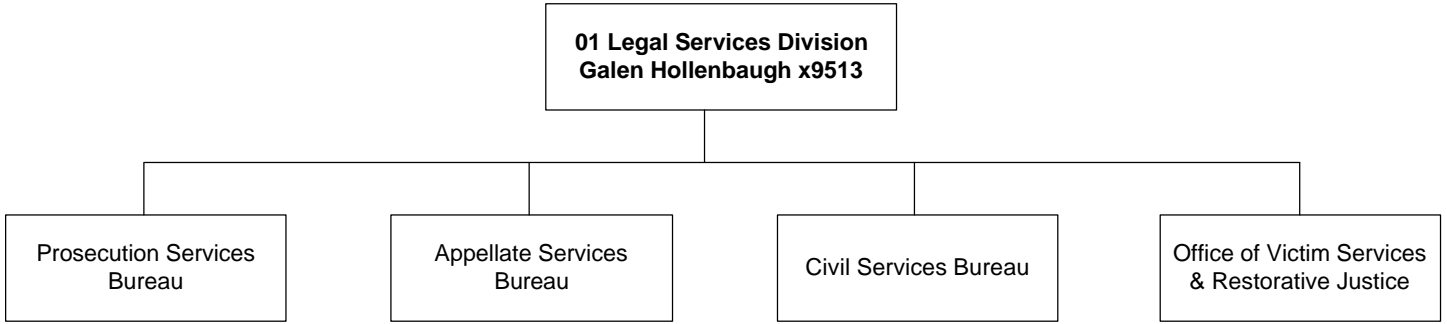 01 Legal Services Division
Galen Hollenbaugh x9513
Prosecution Services
Bureau
Appellate Services
Bureau
Civil Services Bureau
Office of Victim Services
& Restorative Justice